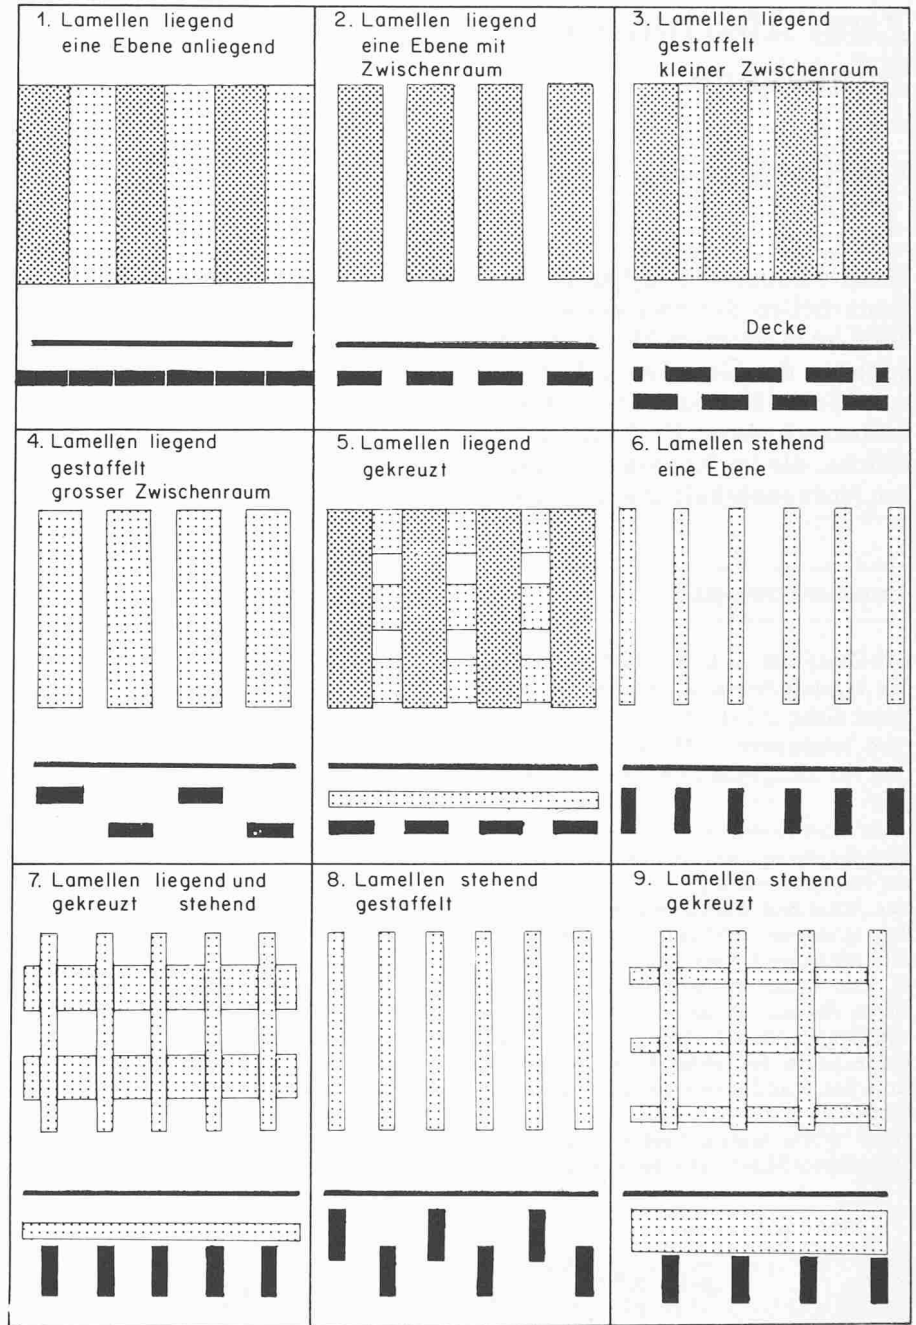 1. Lamellen liegend
eine Ebene anliegend
2. Lamellen liegend
eine Ebene mit
Zwischenraum
3. Lamellen liegend
gestaffelt
kleiner Zwischenraum
Decke
4. Lamellen liegend
gestaffelt
grosser Zwischenraum
5. Lamellen liegend
gekreuzt
6. Lamellen stehend
eine Ebene
7. Lamellen liegend und
gekreuzt stehend
8. Lamellen stehend
gestaffelt
9. Lamellen stehend
gekreuzt